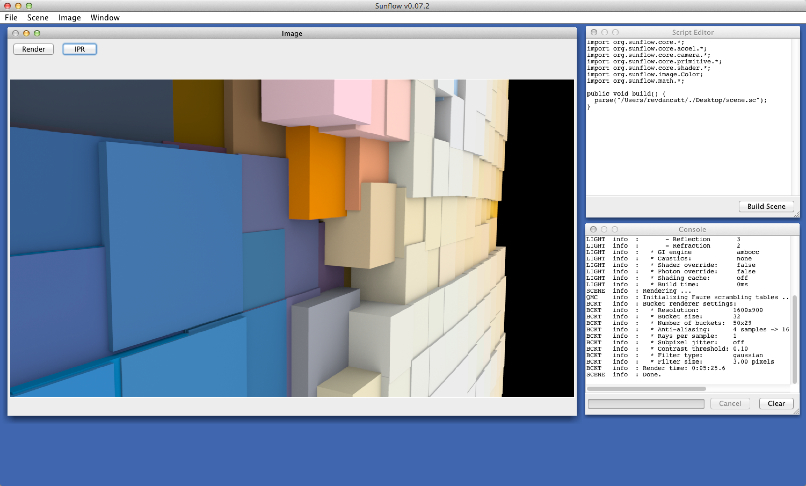 Sunflow v0.07.2
File Scene Image Window
Image
Render IPR
Script Editor
import org.sunflow.core.*;
import org.sunflow.core.accel.*;
import org.sunflow.core.camera.*;
import org.sunflow.core.primitive.*;
import org.sunflow.core.shader.*;
import org.sunflow.image.Color;
import org.sunflow.math.*;
public void build() {
parse("/Users/revdancatt/./Desktop/scene.sc");
}
Build Scene
Console
LIGHT info : - Reflection 3
LIGHT info : - Refraction 2
LIGHT info : * GI engine ambocc
LIGHT info : * Caustics: none
LIGHT info : * Shader override: false
LIGHT info : * Photon override: false
LIGHT info : * Shading cache: off
LIGHT info : * Build time: 0ms
SCENE info : Rendering ...
QMC info : Initializing Faure scrambling tables ..
BCKT info : Bucket renderer settings:
BCKT info : * Resolution: 1600x900
BCKT info : * Bucket size: 32
BCKT info : * Number of buckets: 50x29
BCKT info : * Anti-aliasing: 4 samples -> 16
BCKT info : * Rays per sample: 1
BCKT info : * Subpixel jitter: off
BCKT info : * Contrast threshold: 0.10
BCKT info : * Filter type: gaussian
BCKT info : * Filter size: 3.00 pixels
BCKT info : Render time: 0:05:25.6
SCENE info : Done.
Cancel Clear